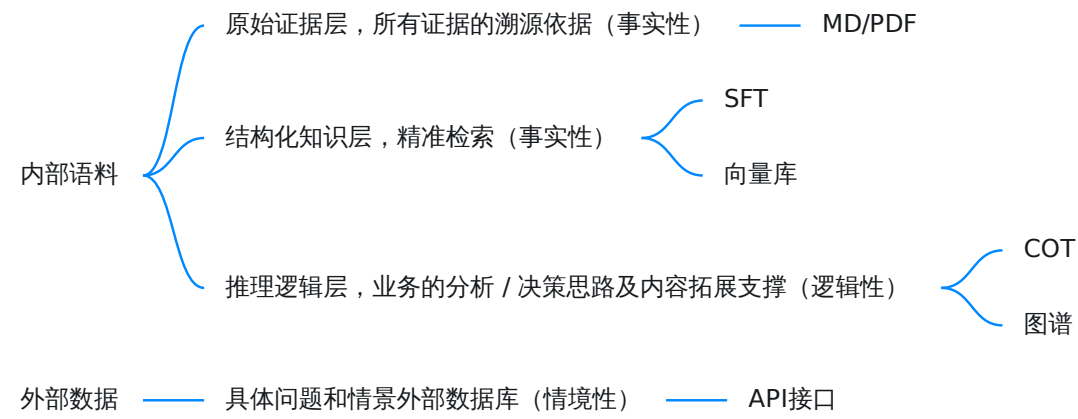 内部语料
原始证据层，所有证据的溯源依据（事实性）
MD/PDF
结构化知识层，精准检索（事实性）
SFT
向量库
推理逻辑层，业务的分析 / 决策思路及内容拓展支撑（逻辑性）
COT
图谱
外部数据
具体问题和情景外部数据库（情境性）
API接口